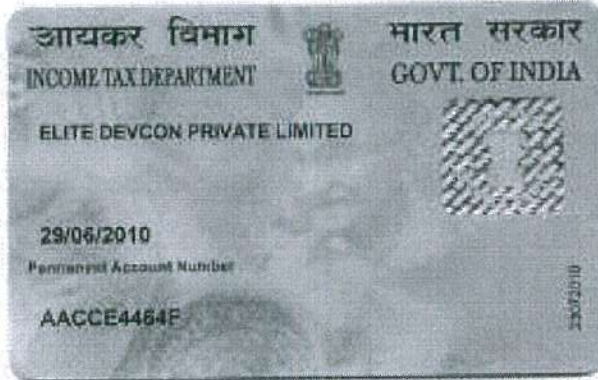 आयकर विभाग
भारत सरकार
INCOME TAX DEPARTMENT
GOVT. OF INDIA
ELITE DEVCON PRIVATE LIMITED
29/06/2010
Permanent Account Number
AACCE4464F
23072010